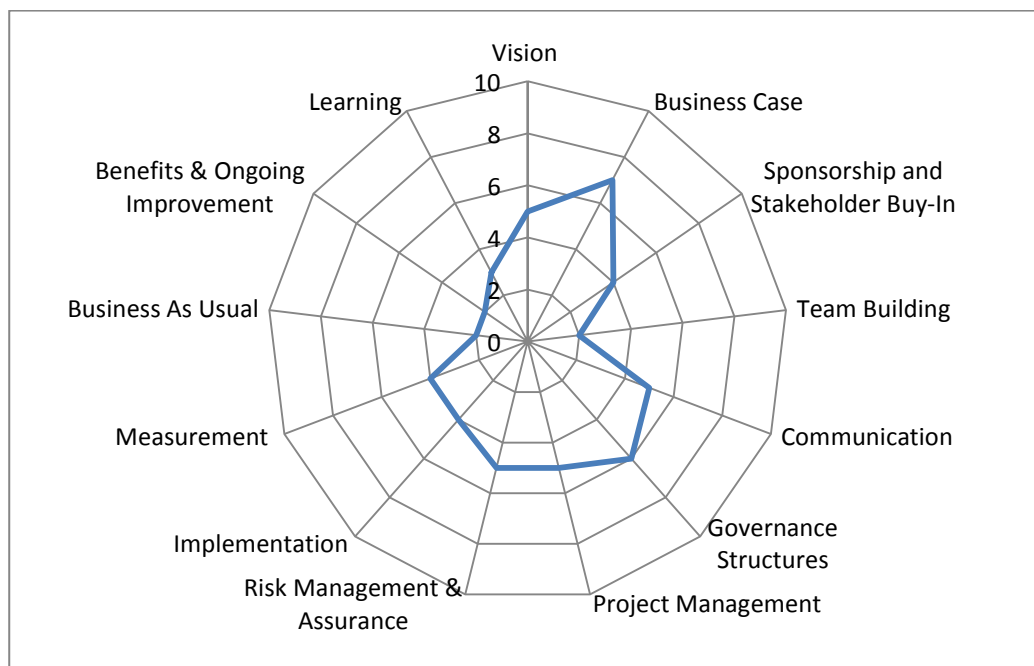 Vision
10
8
6
4
2
0
Business Case
Sponsorship and
Stakeholder Buy-In
Team Building
Communication
Governance
Structures
Project Management
Risk Management &
Assurance
Implementation
Measurement
Business As Usual
Benefits & Ongoing
Improvement
Learning